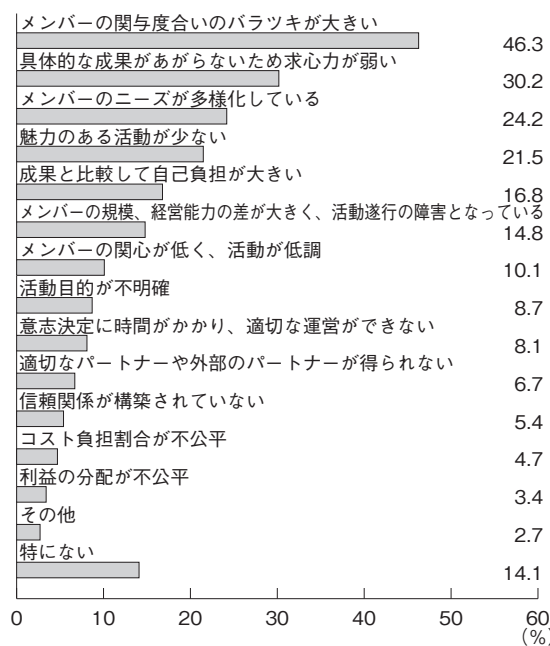 メンバーの関与度合いのバラツキが大きい
46.3
具体的な成果があがらないため求心力が弱い
30.2
メンバーのニーズが多様化している
24.2
魅力のある活動が少ない
21.5
成果と比較して自己負担が大きい
16.8
メンバーの規模、経営能力の差が大きく、活動遂行の障害となっている
14.8
メンバーの関心が低く、活動が低調
10.1
活動目的が不明確
8.7
意志決定に時間がかかり、適切な運営ができない
8.1
適切なパートナーや外部のパートナーが得られない
6.7
信頼関係が構築されていない
5.4
コスト負担割合が不公平
4.7
利益の分配が不公平
3.4
その他
2.7
特にない
14.1
0 10 20 30 40 50 60
(%)